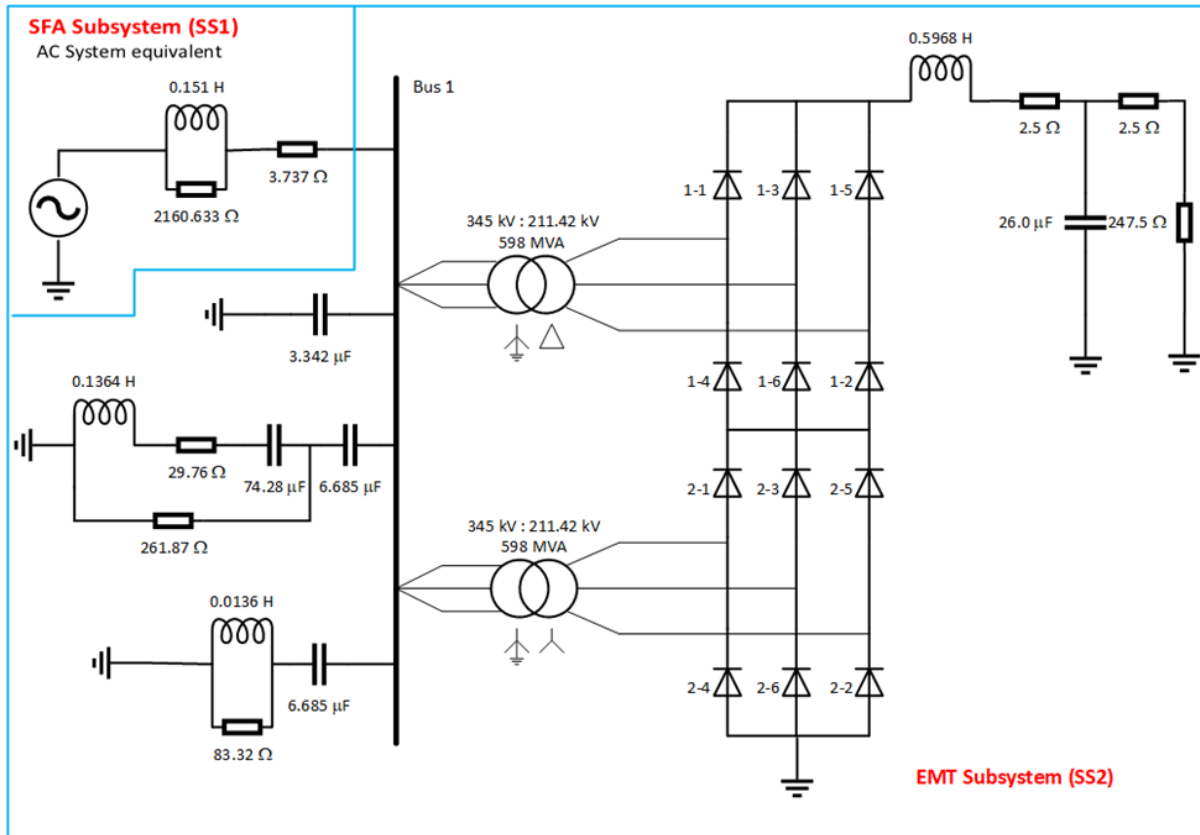 SFA Subsystem (SS1)
AC System equivalent
0.151 H
3.737 Ω
2160.633 Ω
Bus 1
3.342 µF
0.1364 H
29.76 Ω
74.28 µF
6.685 µF
261.87 Ω
0.0136 H
6.685 µF
83.32 Ω
345 kV : 211.42 kV
598 MVA
345 kV : 211.42 kV
598 MVA
0.5968 H
2.5 Ω
2.5 Ω
26.0 µF
247.5 Ω
1-1
1-3
1-5
1-4
1-6
1-2
2-1
2-3
2-5
2-4
2-6
2-2
EMT Subsystem (SS2)